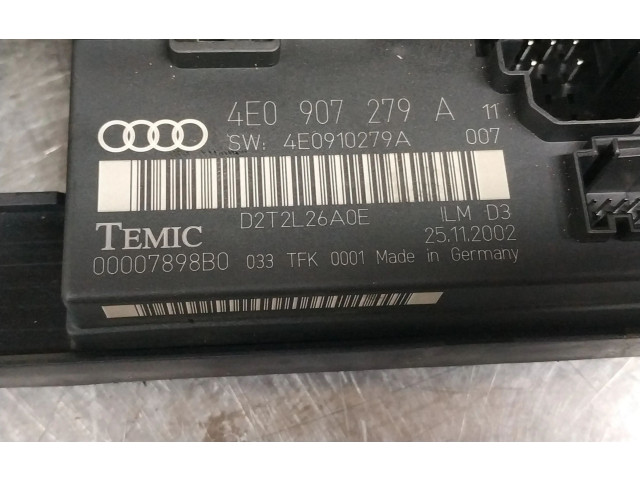 4E0 907 279 A 11
SW: 4E0910279A 007
D2T2L26A0E ILM D3
TEMIC 25.11.2002
00007898B0 033 TFK 0001 Made in Germany